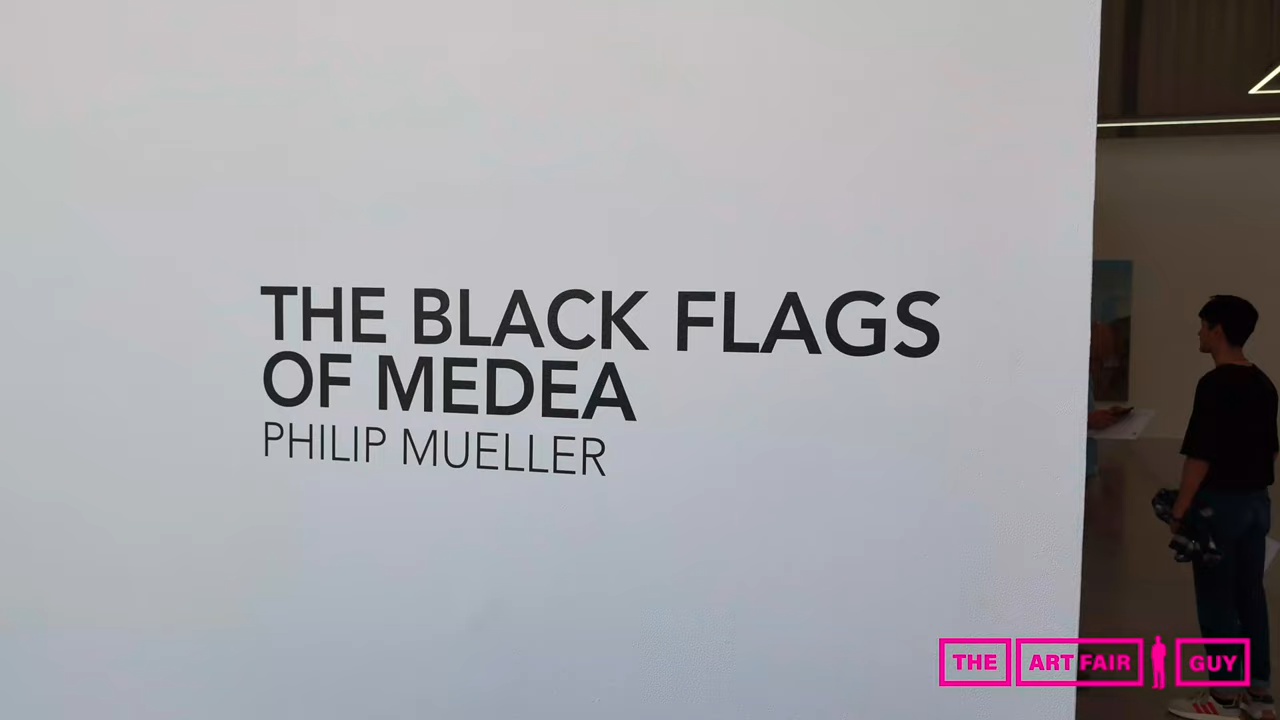 THE BLACK FLAGS
OF MEDEA
PHILIP MUELLER
THE ART FAIR GUY